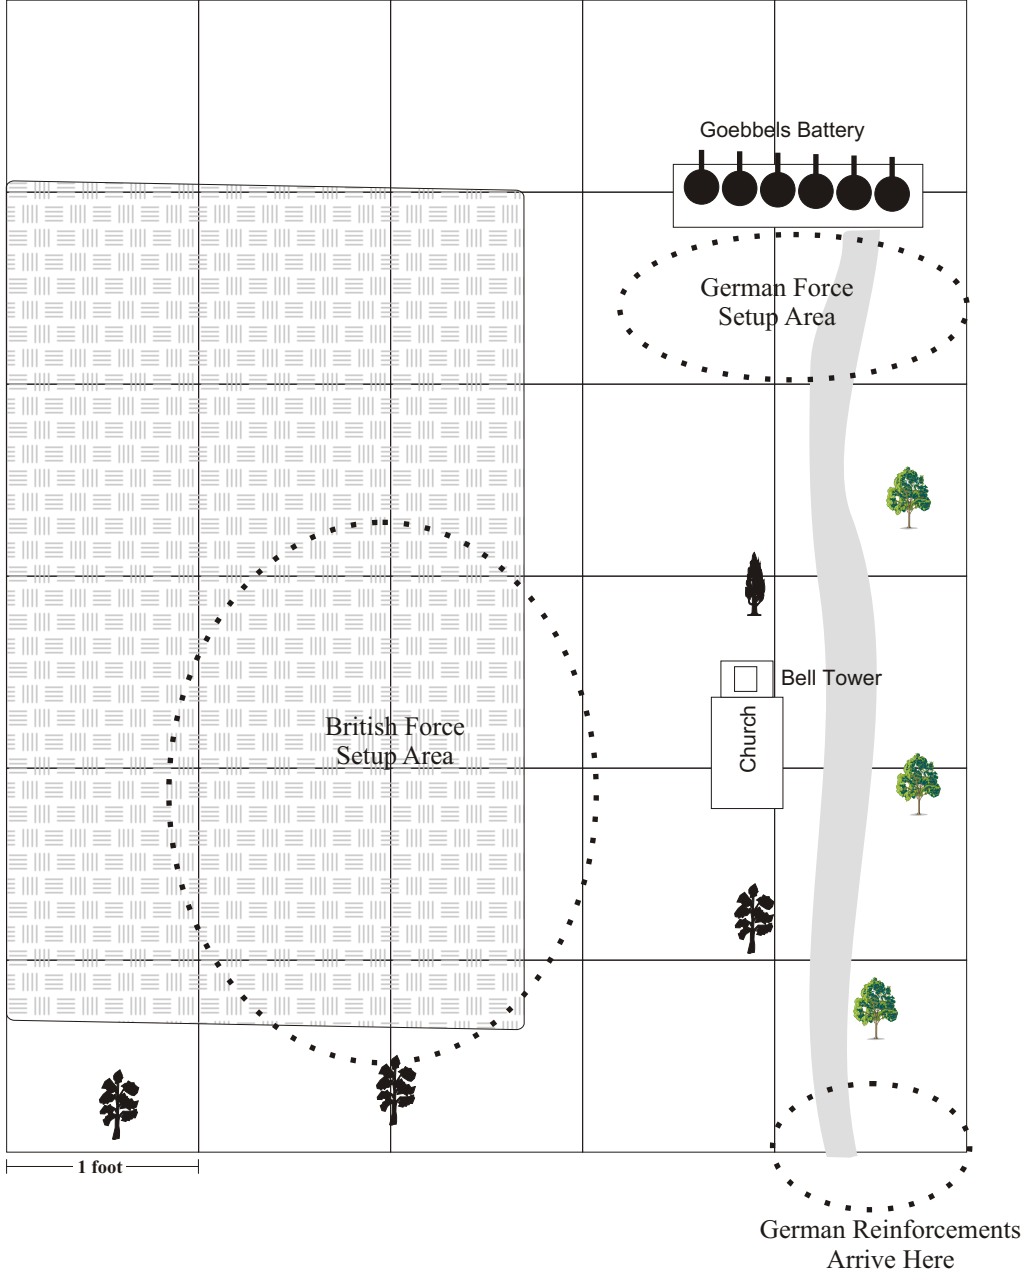 Goebbels Battery
German Force
Setup Area
Bell Tower
British Force
Setup Area
Church
1 foot
German Reinforcements
Arrive Here